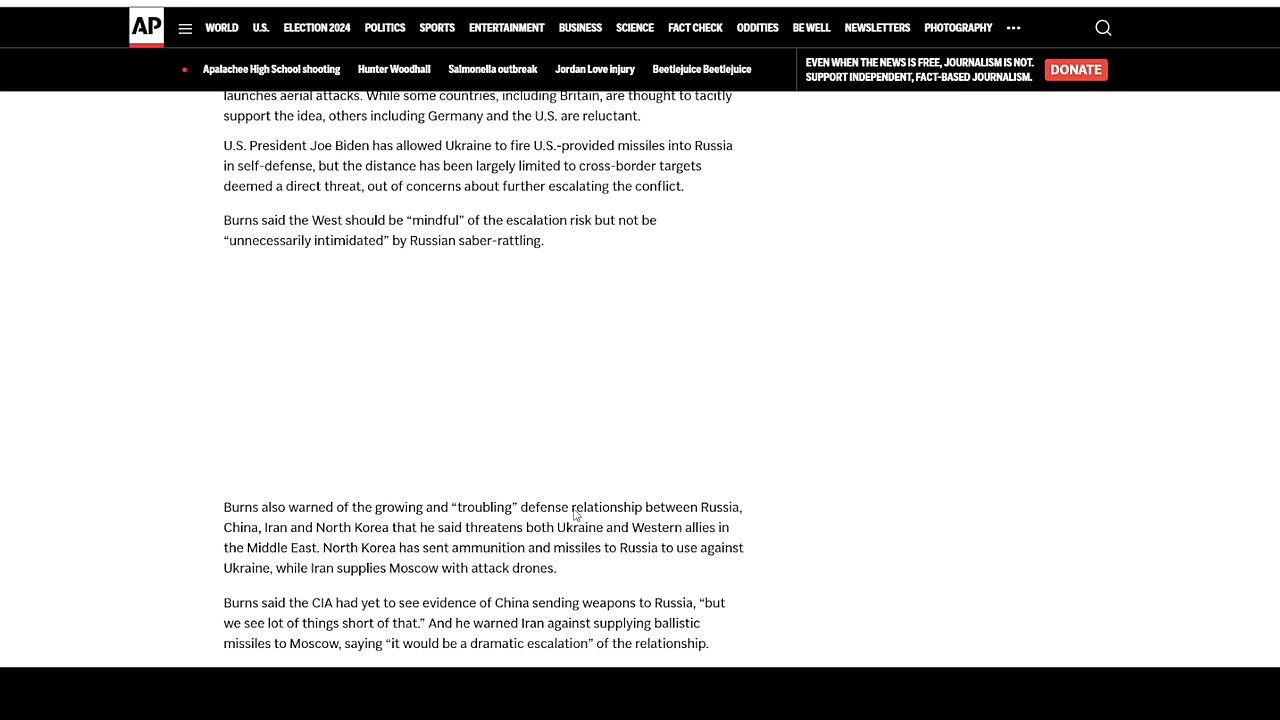 AP
WORLD U.S. ELECTION 2024 POLITICS SPORTS ENTERTAINMENT BUSINESS SCIENCE FACT CHECK ODDITIES BE WELL NEWSLETTERS PHOTOGRAPHY
Apalachee High School shooting Hunter Woodhall Salmonella outbreak Jordan Love injury Beetlejuice Beetlejuice
EVEN WHEN THE NEWS IS FREE, JOURNALISM IS NOT.
SUPPORT INDEPENDENT, FACT-BASED JOURNALISM.
DONATE
launches aerial attacks. While some countries, including Britain, are thought to tacitly
support the idea, others including Germany and the U.S. are reluctant.
U.S. President Joe Biden has allowed Ukraine to fire U.S.-provided missiles into Russia
in self-defense, but the distance has been largely limited to cross-border targets
deemed a direct threat, out of concerns about further escalating the conflict.
Burns said the West should be “mindful” of the escalation risk but not be
“unnecessarily intimidated” by Russian saber-rattling.
Burns also warned of the growing and “troubling” defense relationship between Russia,
China, Iran and North Korea that he said threatens both Ukraine and Western allies in
the Middle East. North Korea has sent ammunition and missiles to Russia to use against
Ukraine, while Iran supplies Moscow with attack drones.
Burns said the CIA had yet to see evidence of China sending weapons to Russia, “but
we see lot of things short of that.” And he warned Iran against supplying ballistic
missiles to Moscow, saying “it would be a dramatic escalation” of the relationship.